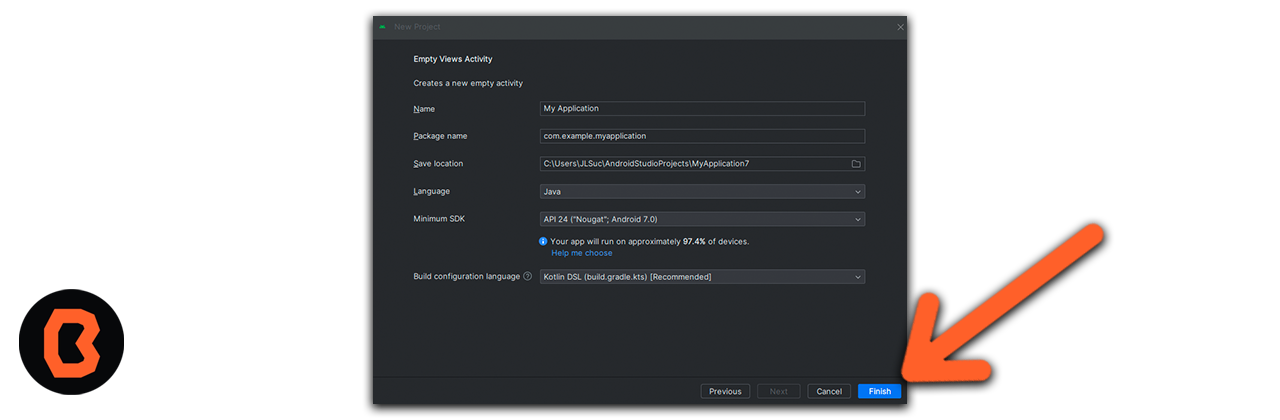 New Project
Empty Views Activity
Creates a new empty activity
Name My Application
Package name com.example.myapplication
Save location C:\Users\JLSuc\AndroidStudioProjects\MyApplication7
Language Java
Minimum SDK API 24 ("Nougat"; Android 7.0)
Your app will run on approximately 97.4% of devices.
Help me choose
Build configuration language ? Kotlin DSL (build.gradle.kts) [Recommended]
Previous Next Cancel Finish